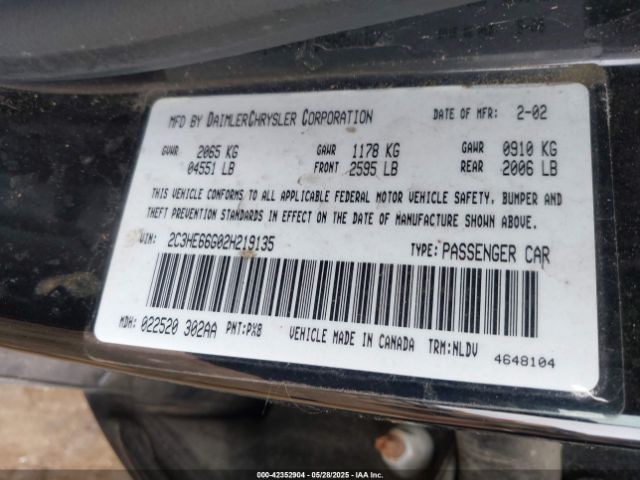 MFD BY DAIMLERCHRYSLER CORPORATION DATE OF MFR: 2-02
GVWR 2065 KG GAWR 1178 KG GAWR 0910 KG
04551 LB FRONT 2595 LB REAR 2006 LB
THIS VEHICLE CONFORMS TO ALL APPLICABLE FEDERAL MOTOR VEHICLE SAFETY, BUMPER AND
THEFT PREVENTION STANDARDS IN EFFECT ON THE DATE OF MANUFACTURE SHOWN ABOVE.
VIN: 2C3HE66G02H219135 TYPE: PASSENGER CAR
MDH: 022520 302AA PNT: PX8 VEHICLE MADE IN CANADA TRM: NLDV
4648104
000-42352904 - 05/28/2025 - IAA Inc.